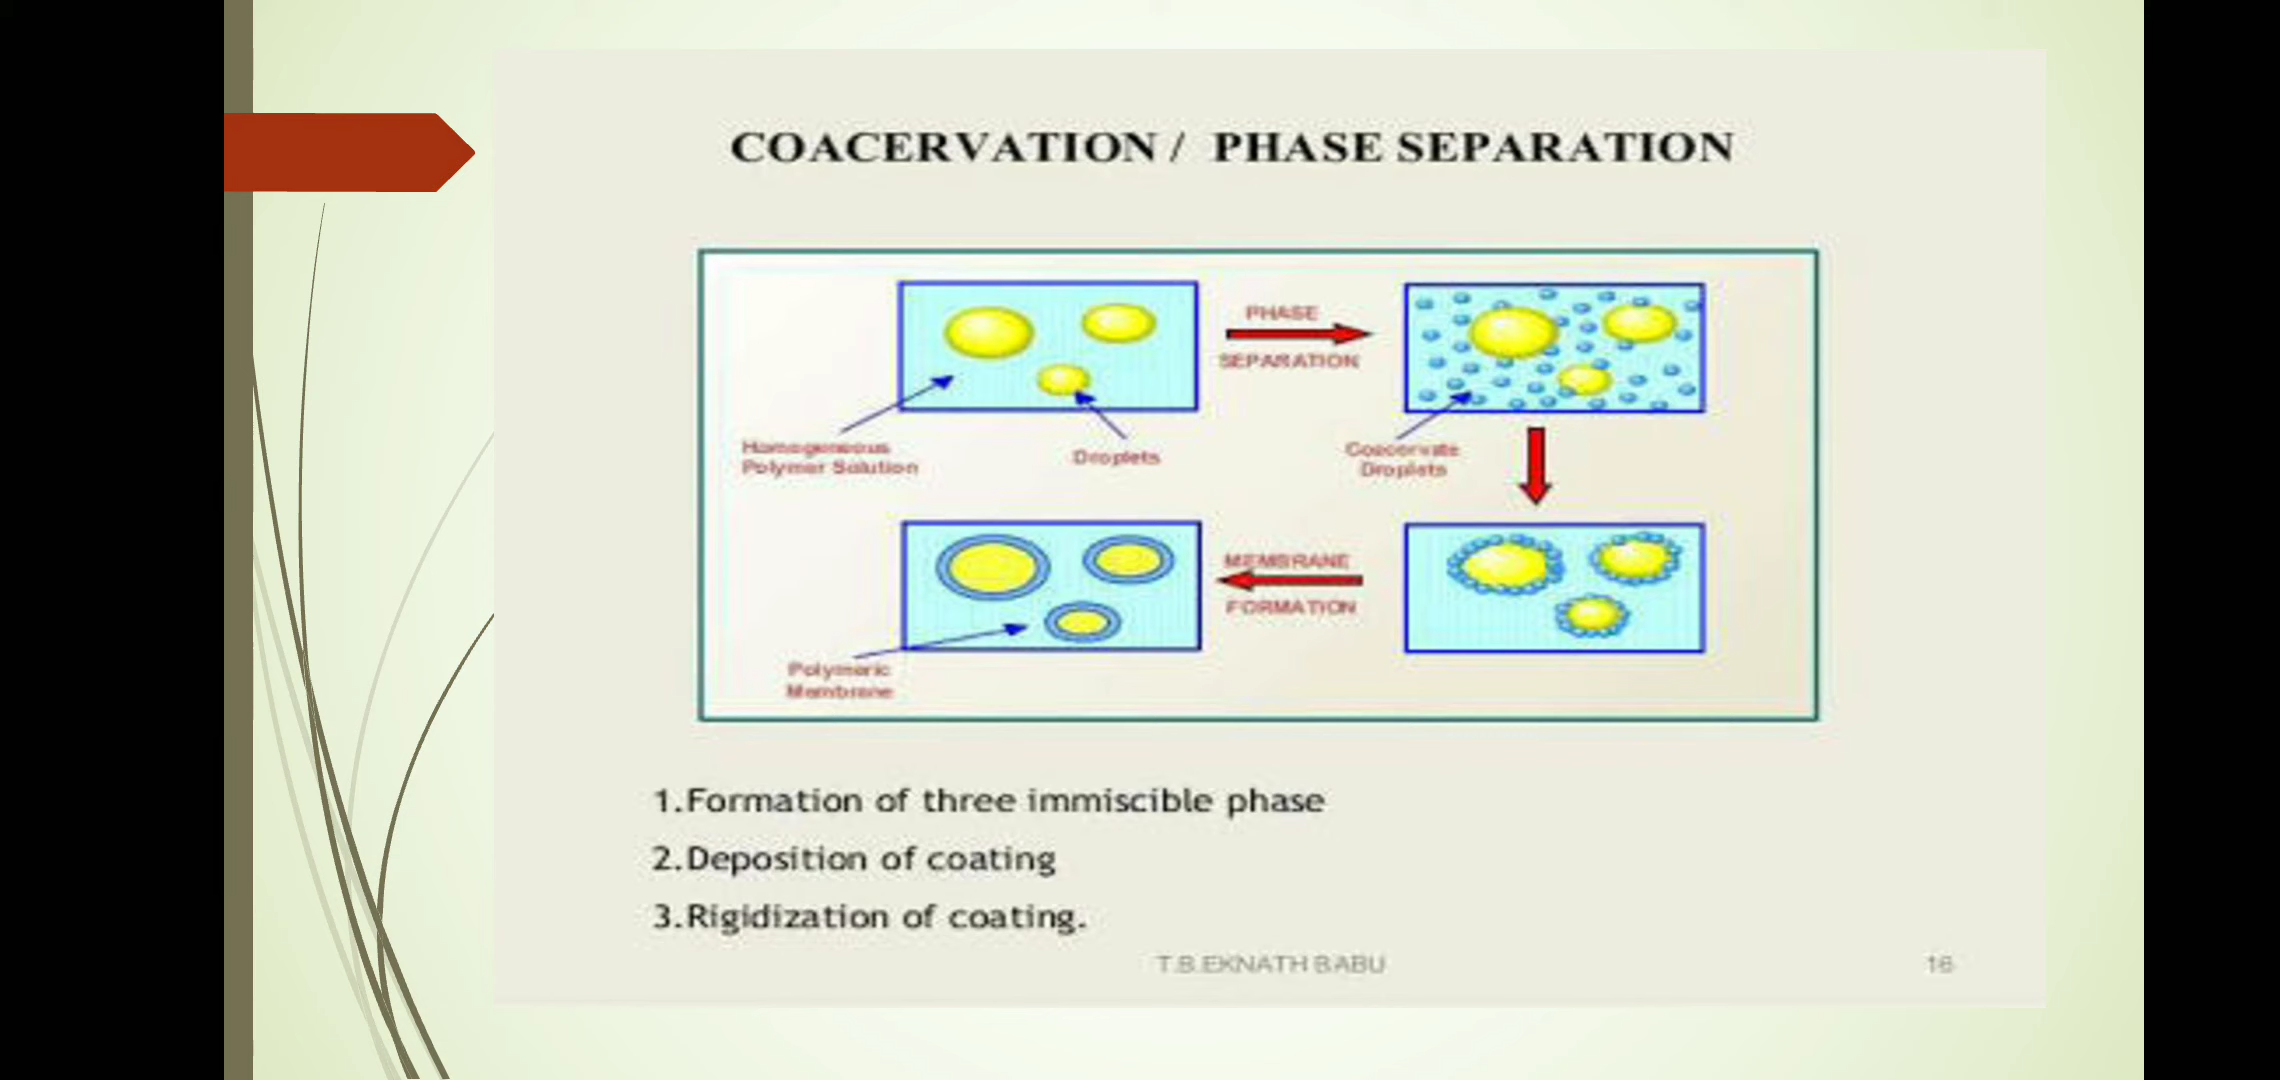 COACERVATION / PHASE SEPARATION
PHASE
SEPARATION
Homogeneous
Polymer Solution
Droplets
Coacervate
Droplets
MEMBRANE
FORMATION
Polymeric
Membrane
1.Formation of three immiscible phase
2.Deposition of coating
3.Rigidization of coating.
T.B.EKNATH BABU
16